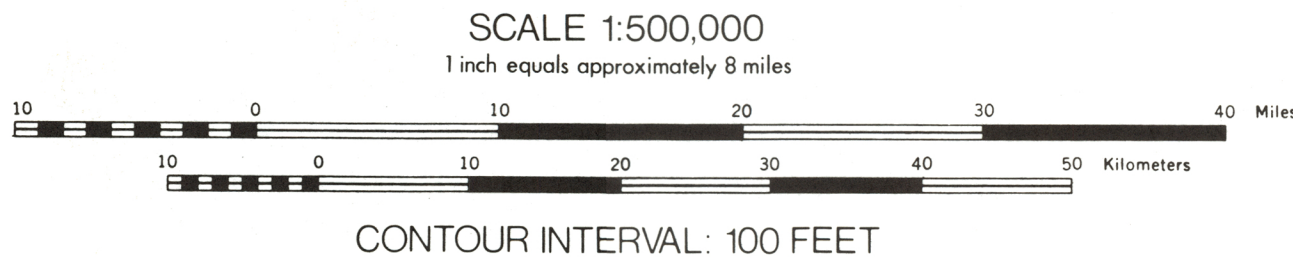 SCALE 1:500,000
1 inch equals approximately 8 miles
10 0 10 20 30 40 Miles
10 0 10 20 30 40 50 Kilometers
CONTOUR INTERVAL: 100 FEET